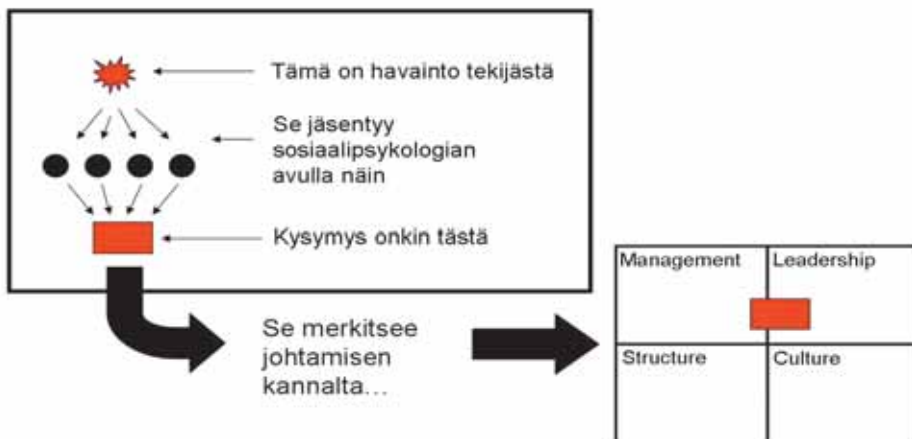 Tämä on havainto tekijästä
Se jäsentyy
sosiaalipsykologian
avulla näin
Kysymys onkin tästä
Se merkitsee
johtamisen
kannalta...
Management
Leadership
Structure
Culture